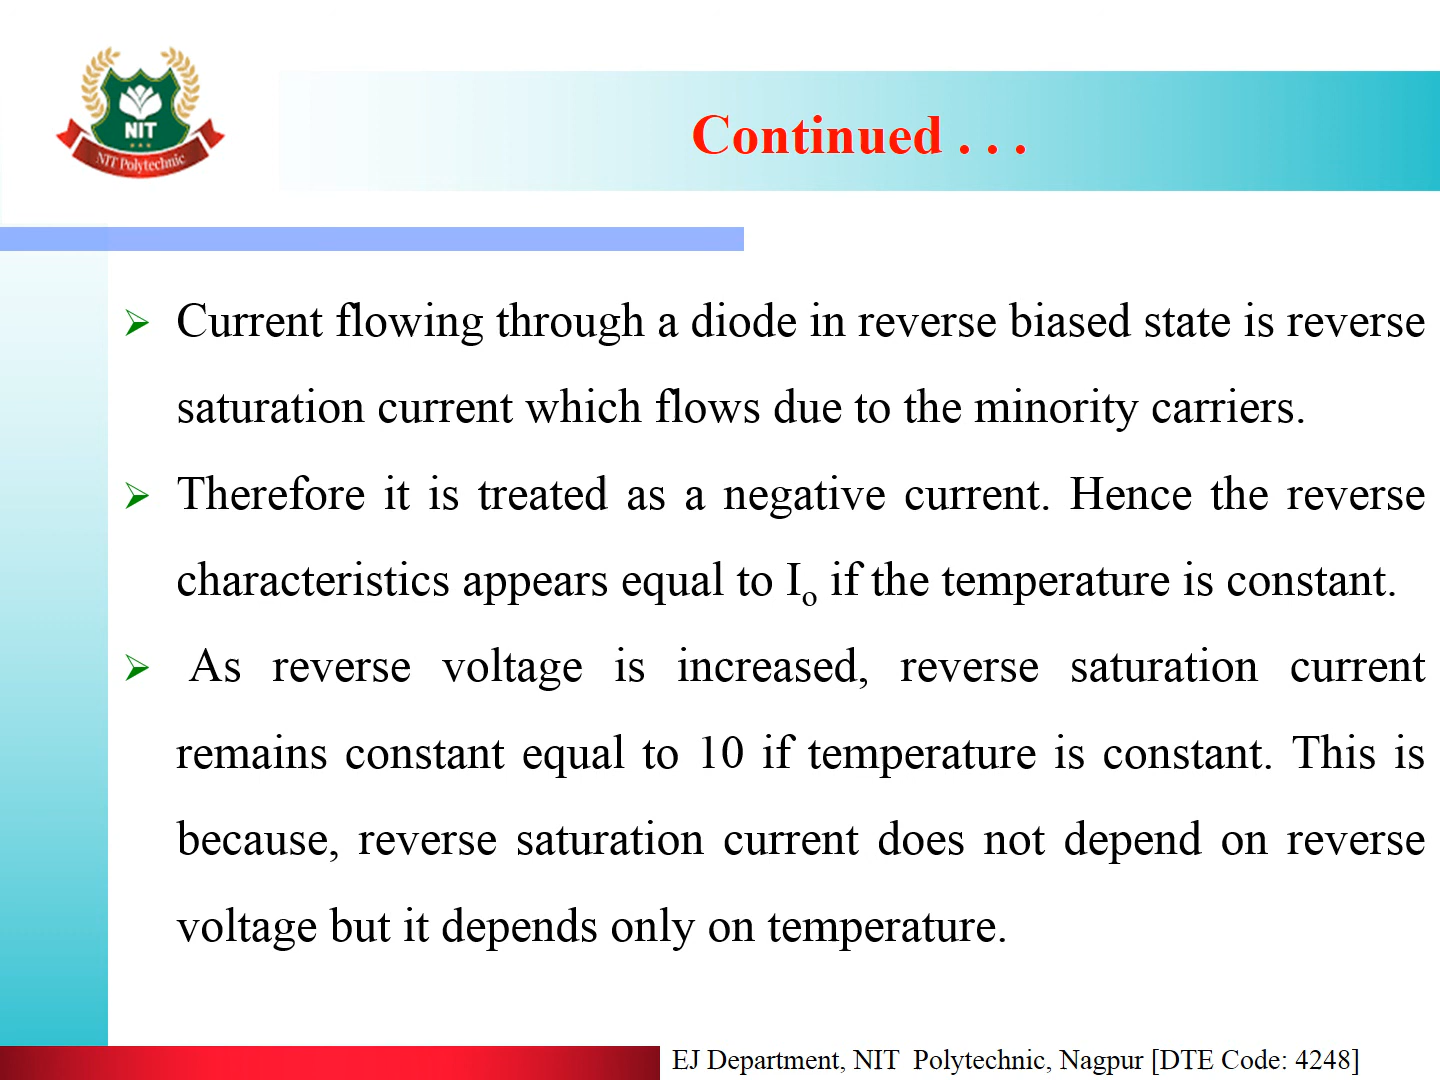 NIT
NIT Polytechnic
Continued . . .
➢ Current flowing through a diode in reverse biased state is reverse
saturation current which flows due to the minority carriers.
➢ Therefore it is treated as a negative current. Hence the reverse
characteristics appears equal to Iₒ if the temperature is constant.
➢ As reverse voltage is increased, reverse saturation current
remains constant equal to 10 if temperature is constant. This is
because, reverse saturation current does not depend on reverse
voltage but it depends only on temperature.
EJ Department, NIT Polytechnic, Nagpur [DTE Code: 4248]